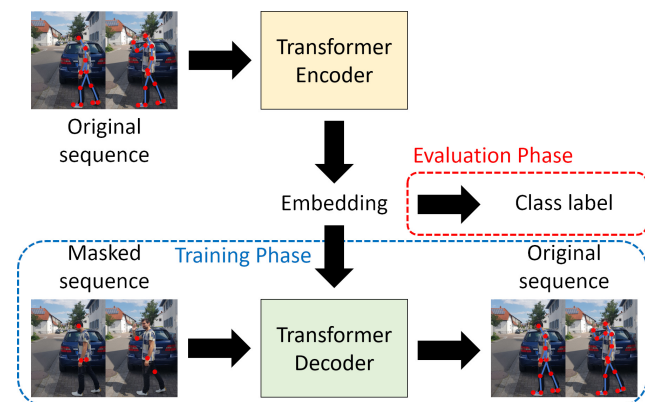 Transformer
Encoder
Original
sequence
Evaluation Phase
Embedding
Class label
Training Phase
Masked
sequence
Original
sequence
Transformer
Decoder